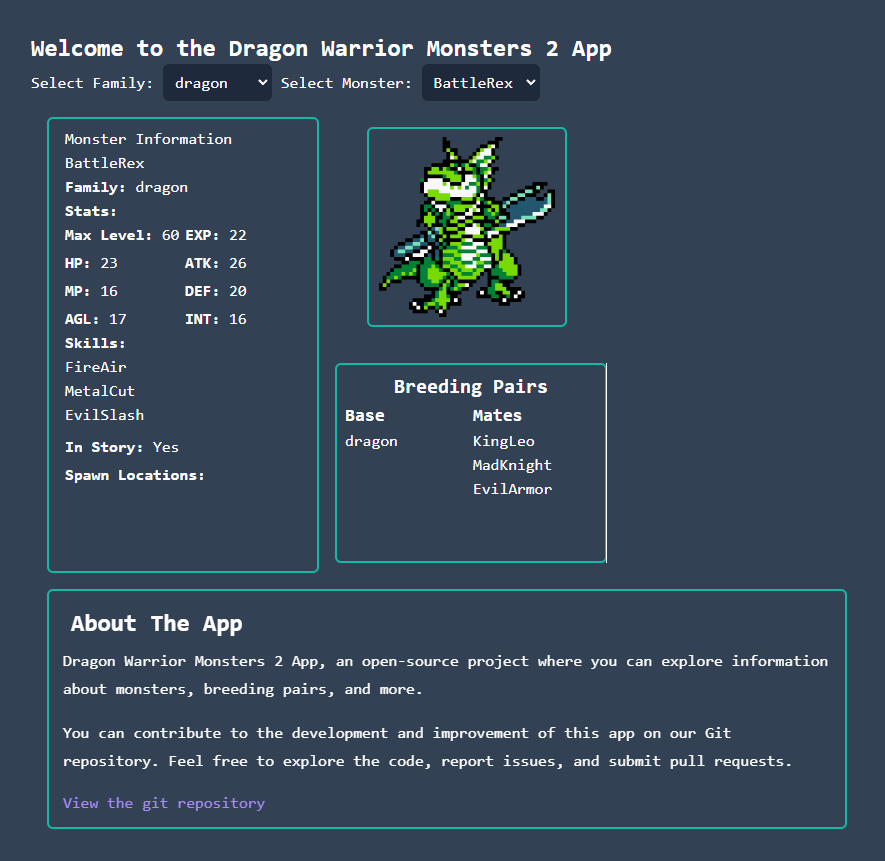 Welcome to the Dragon Warrior Monsters 2 App
Select Family: dragon Select Monster: BattleRex
Monster Information
BattleRex
Family: dragon
Stats:
Max Level: 60 EXP: 22
HP: 23 ATK: 26
MP: 16 DEF: 20
AGL: 17 INT: 16
Skills:
FireAir
MetalCut
EvilSlash
In Story: Yes
Spawn Locations:
Breeding Pairs
Base Mates
dragon KingLeo
MadKnight
EvilArmor
About The App
Dragon Warrior Monsters 2 App, an open-source project where you can explore information
about monsters, breeding pairs, and more.
You can contribute to the development and improvement of this app on our Git
repository. Feel free to explore the code, report issues, and submit pull requests.
View the git repository